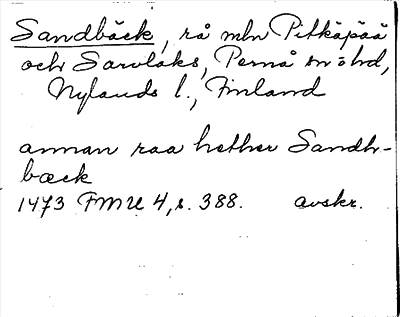 Sandbäck, rå mln Pitkäpää
och Sarvlaks, Pernå sn o hd,
Nylands l., Finland
annan raa hether Sandh-
bæck
1473 FMU 4, s. 388. avskr.